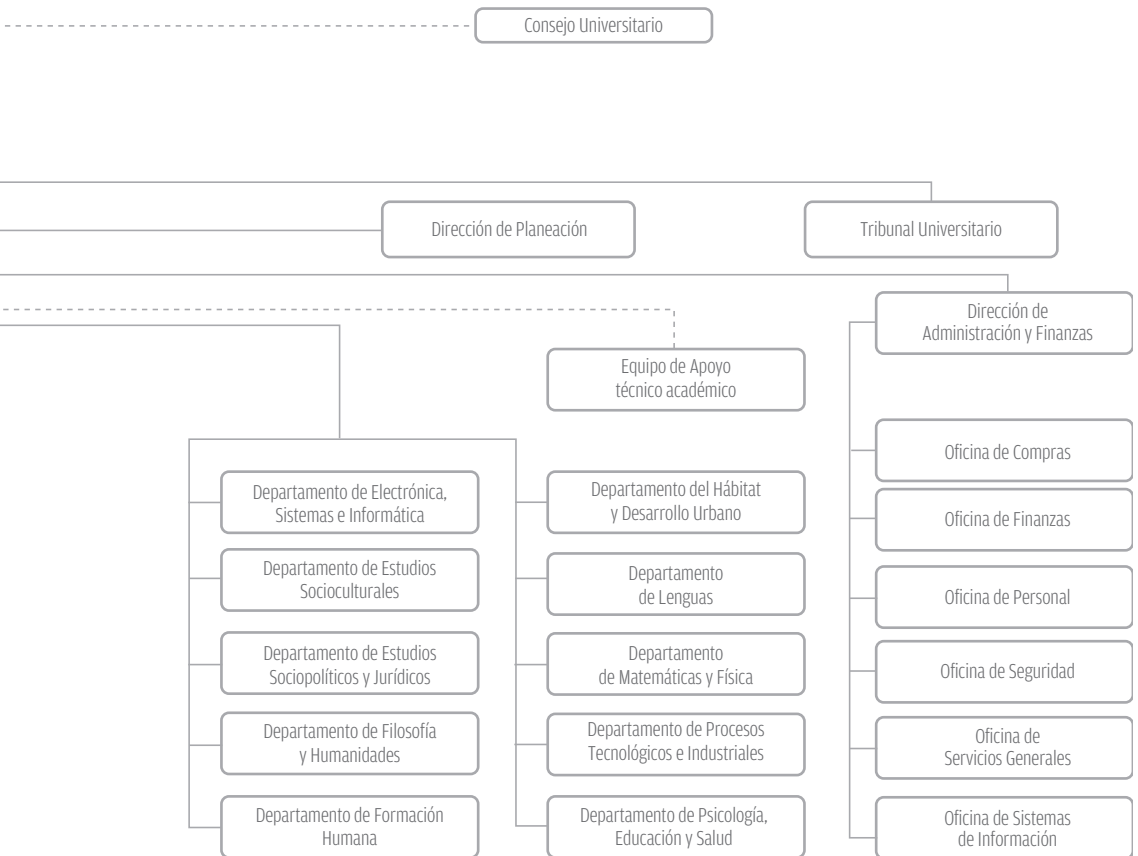 Consejo Universitario
Dirección de Planeación
Tribunal Universitario
Dirección de
Administración y Finanzas
Equipo de Apoyo
técnico académico
Oficina de Compras
Departamento de Electrónica,
Sistemas e Informática
Departamento del Hábitat
y Desarrollo Urbano
Oficina de Finanzas
Departamento de Estudios
Socioculturales
Departamento
de Lenguas
Oficina de Personal
Departamento de Estudios
Sociopolíticos y Jurídicos
Departamento
de Matemáticas y Física
Oficina de Seguridad
Departamento de Filosofía
y Humanidades
Departamento de Procesos
Tecnológicos e Industriales
Oficina de
Servicios Generales
Departamento de Formación
Humana
Departamento de Psicología,
Educación y Salud
Oficina de Sistemas
de Información